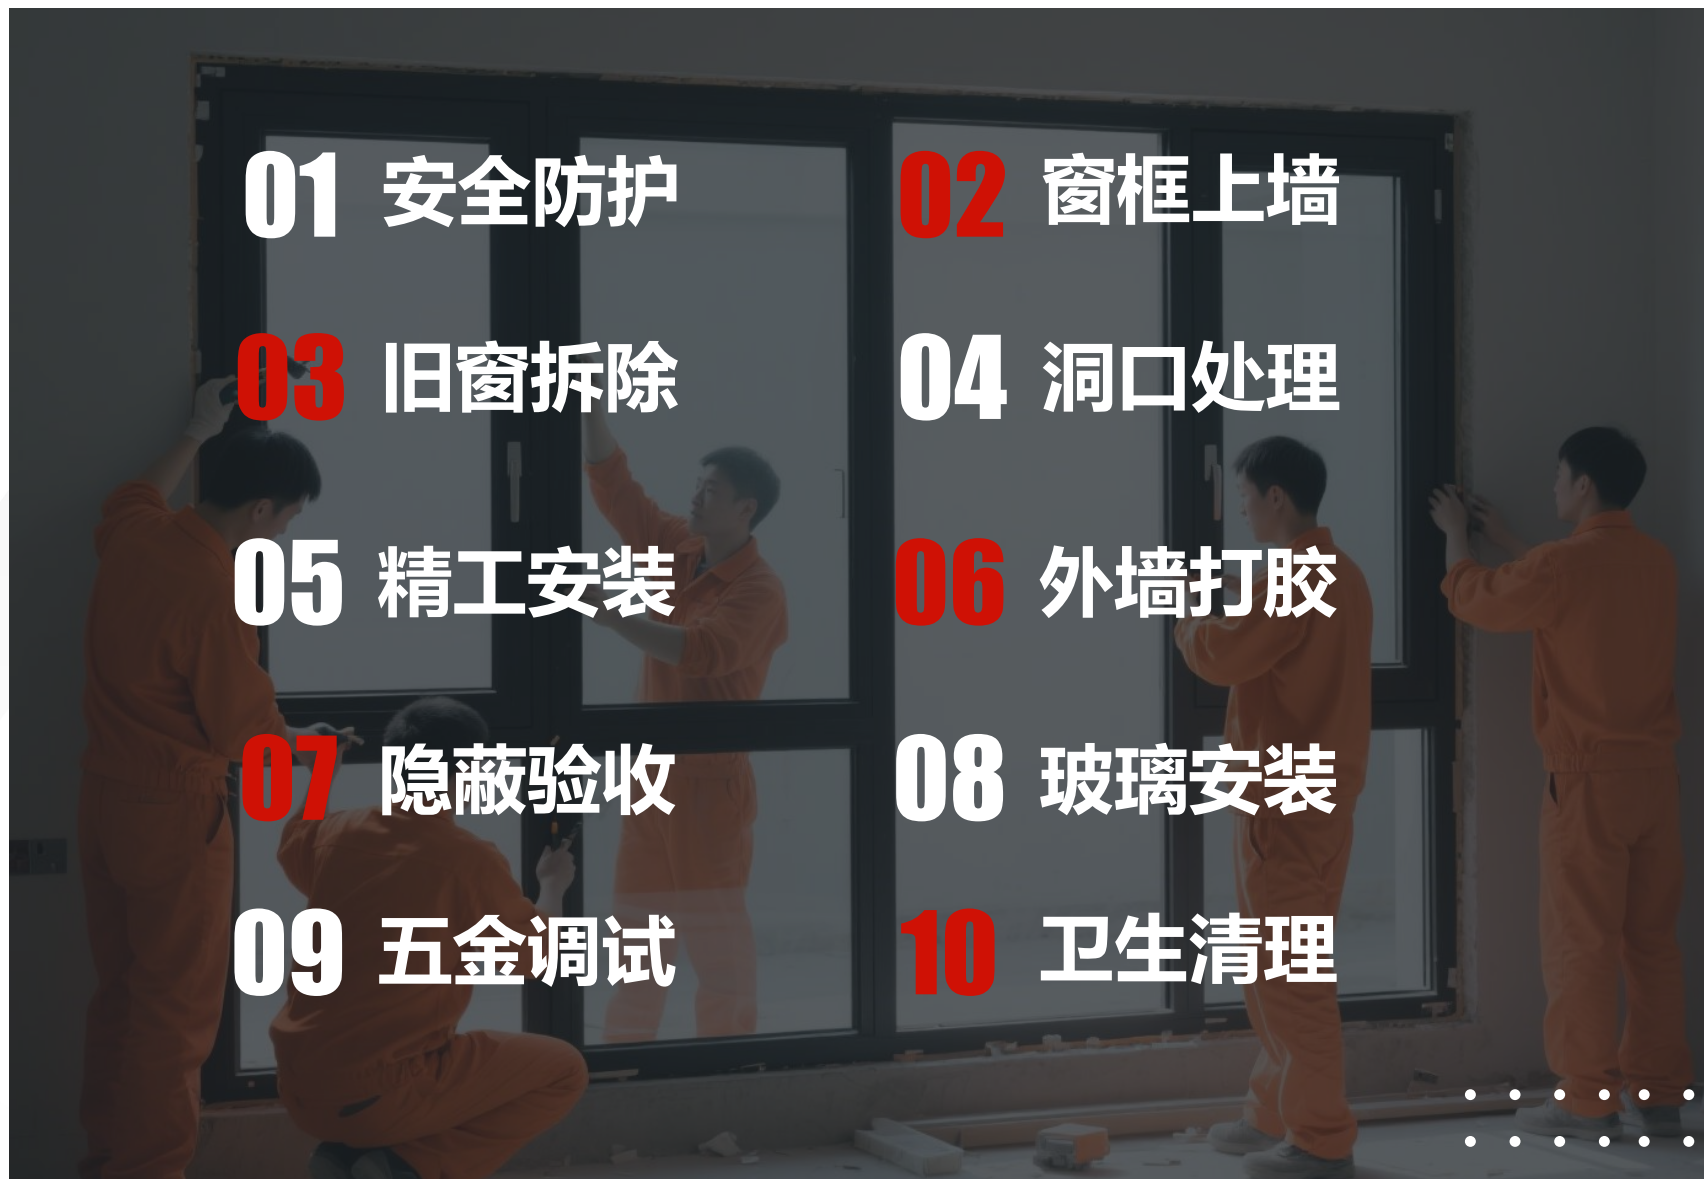 01 安全防护
02 窗框上墙
03 旧窗拆除
04 洞口处理
05 精工安装
06 外墙打胶
07 隐蔽验收
08 玻璃安装
09 五金调试
10 卫生清理